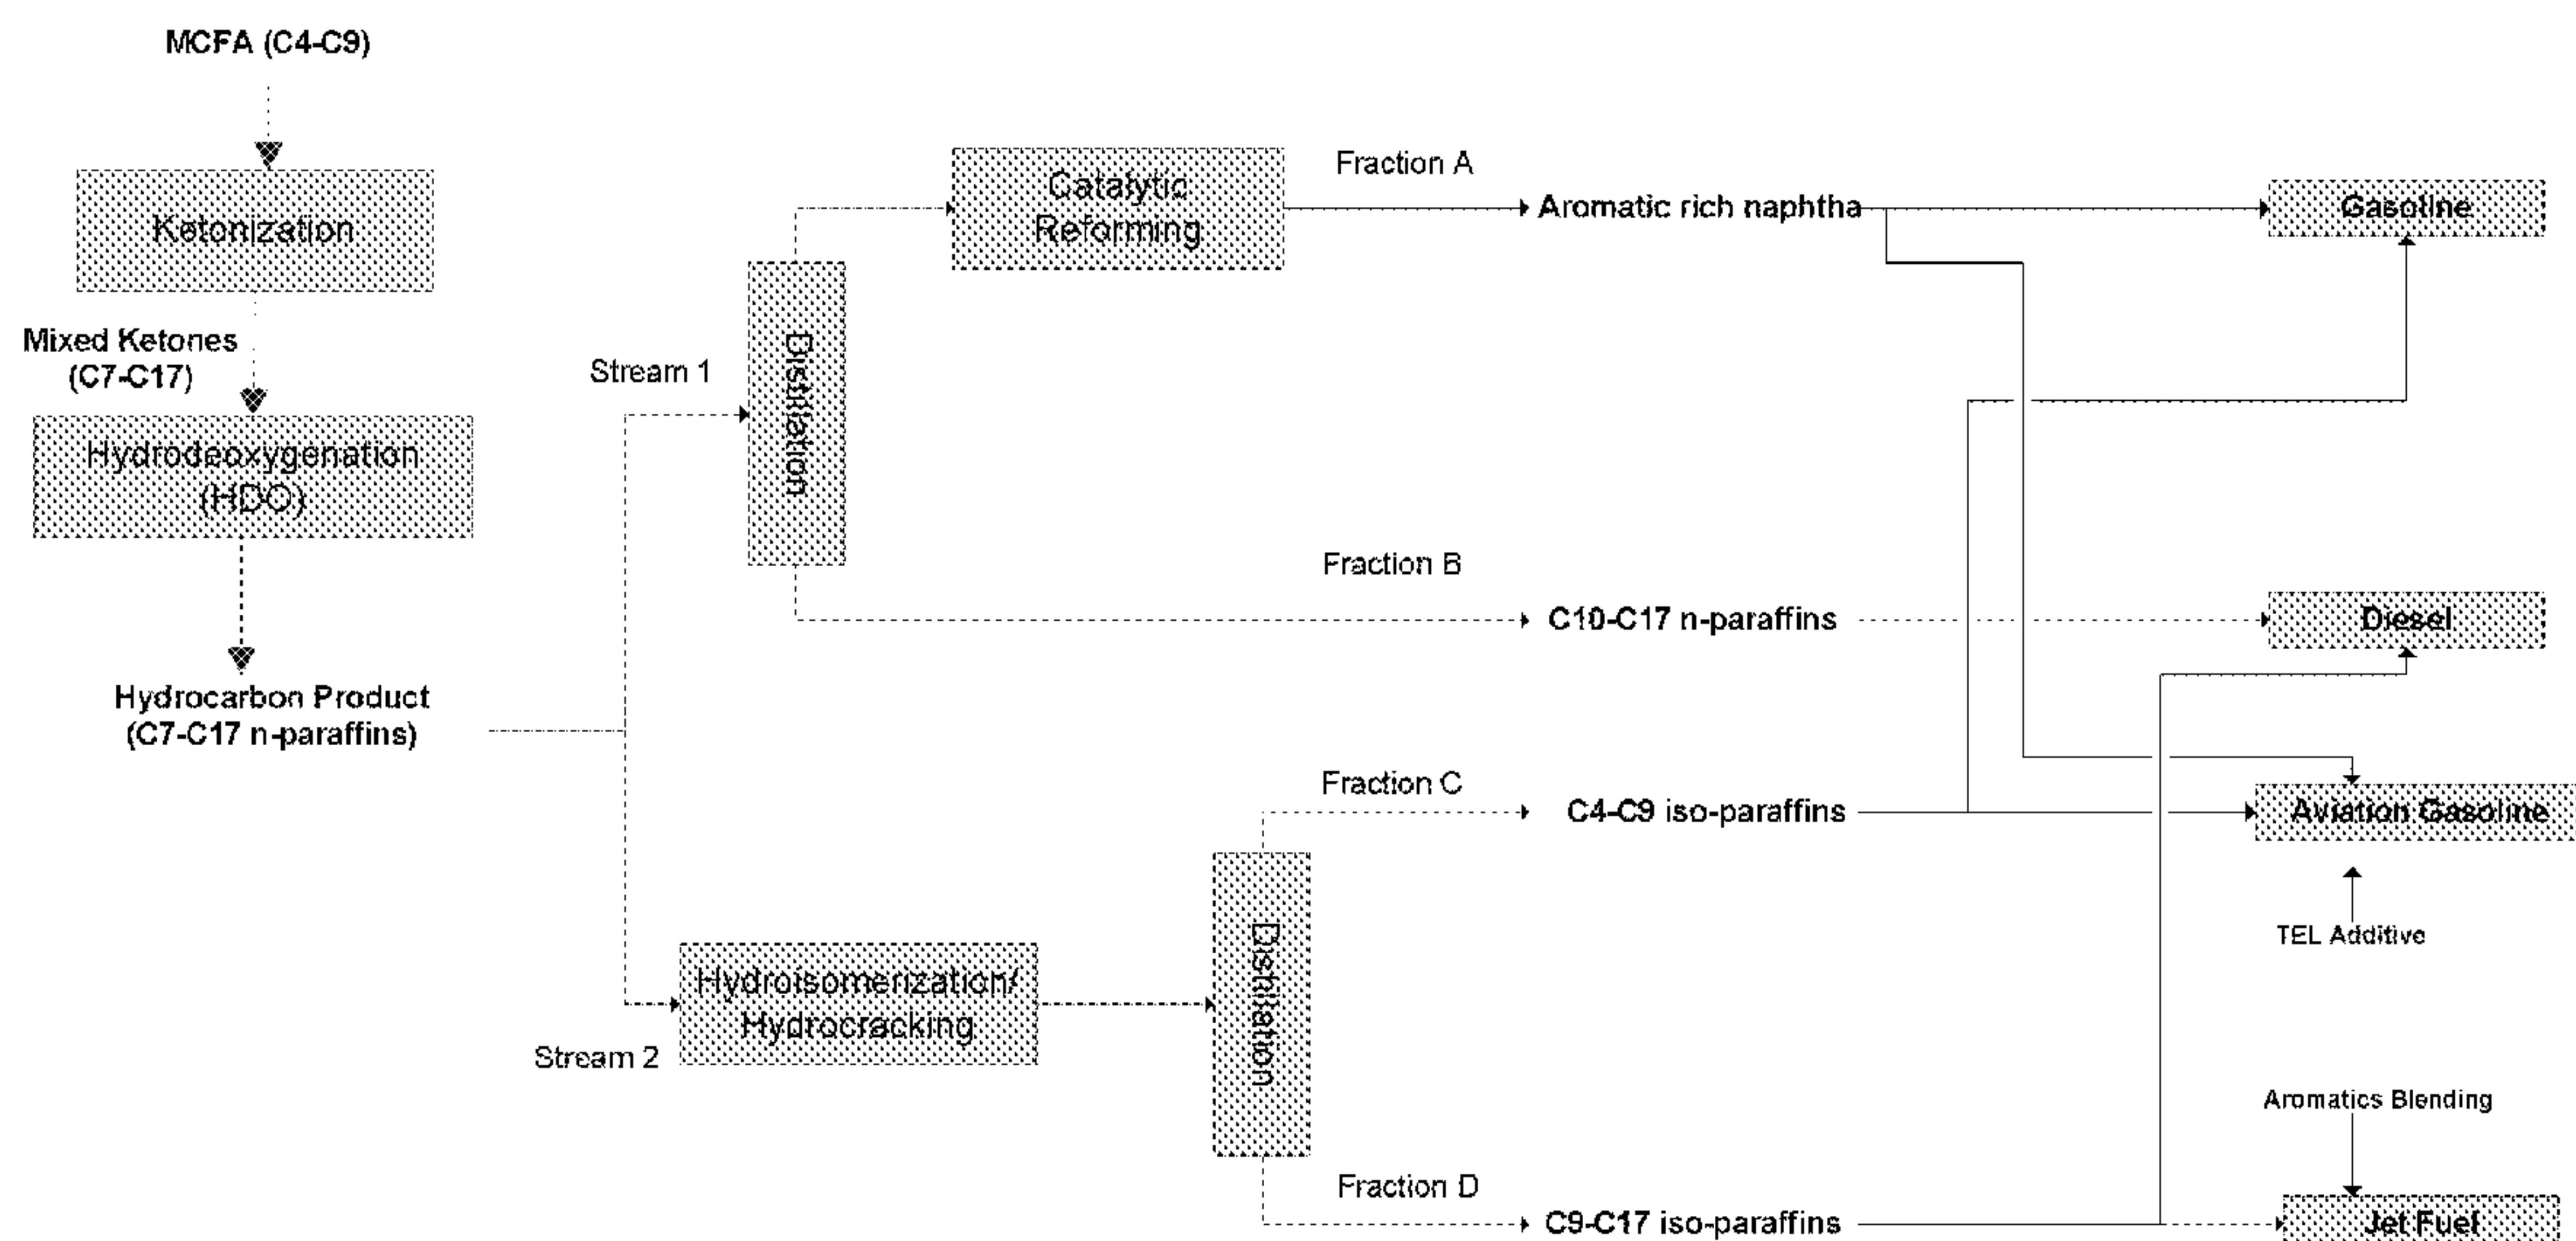 MCFA (C4-C9)
Ketonization
Mixed Ketones
(C7-C17)
Hydrodeoxygenation
(HDO)
Hydrocarbon Product
(C7-C17 n-paraffins)
Stream 1
Distillation
Catalytic
Reforming
Fraction A
Aromatic rich naphtha
Gasoline
Fraction B
C10-C17 n-paraffins
Diesel
Stream 2
Hydroisomerization/
Hydrocracking
Distillation
Fraction C
C4-C9 iso-paraffins
Aviation Gasoline
TEL Additive
Fraction D
C9-C17 iso-paraffins
Aromatics Blending
Jet Fuel